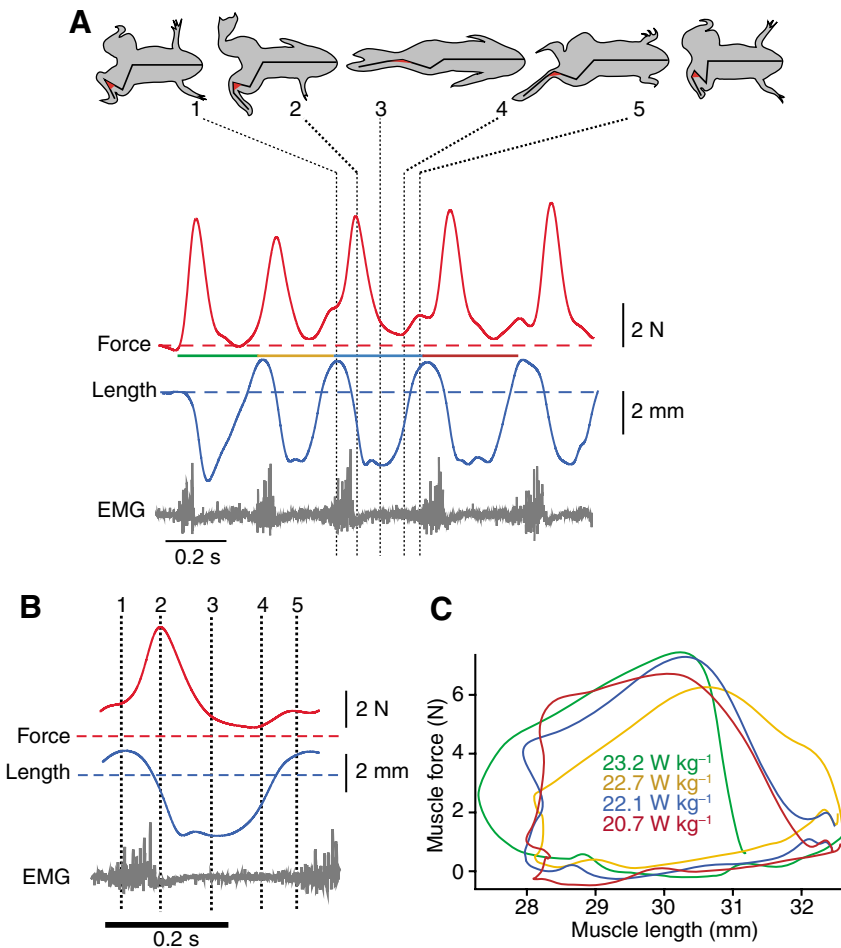 A
1 2 3 4 5
Force
2 N
Length
2 mm
EMG
0.2 s
B
1 2 3 4 5
2 N
Force
Length
2 mm
EMG
0.2 s
C
Muscle force (N)
6
4
2
0
23.2 W kg⁻¹
22.7 W kg⁻¹
22.1 W kg⁻¹
20.7 W kg⁻¹
28 29 30 31 32
Muscle length (mm)